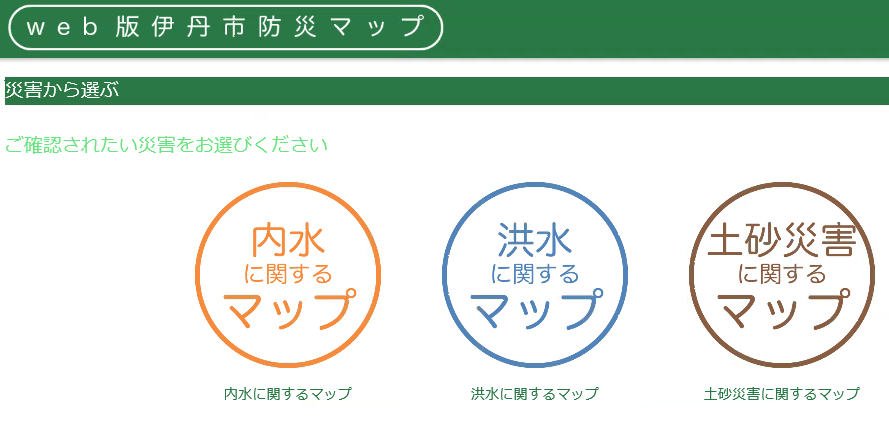 web版伊丹市防災マップ
災害から選ぶ
ご確認されたい災害をお選びください
内水
に関する
マップ
洪水
に関する
マップ
土砂災害
に関する
マップ
内水に関するマップ
洪水に関するマップ
土砂災害に関するマップ